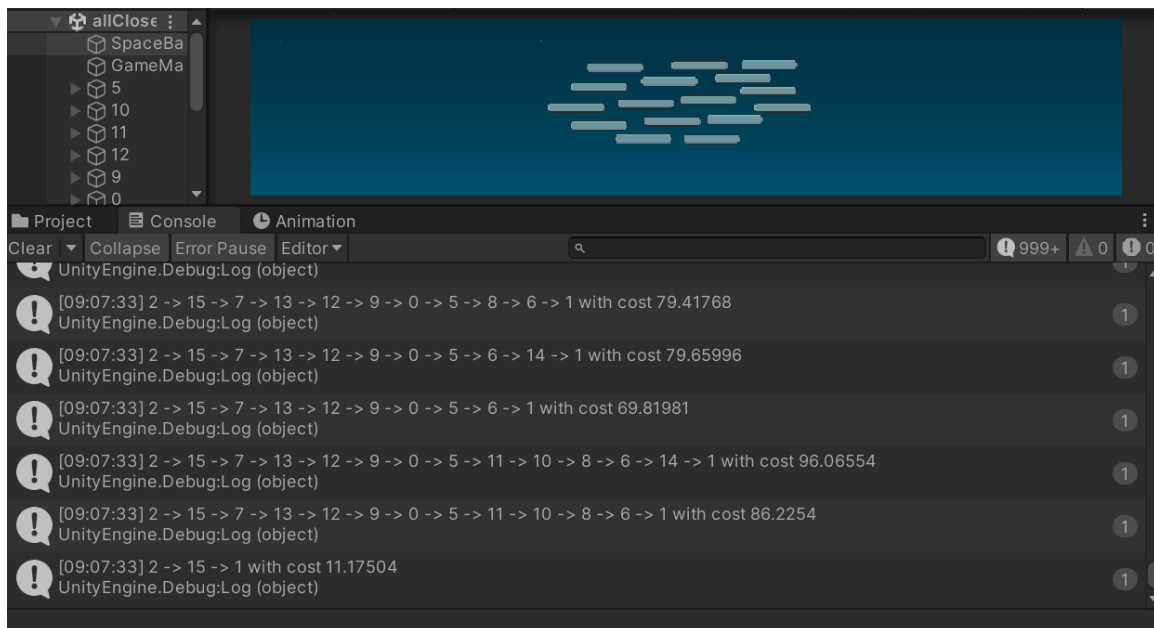 allClose
SpaceBa
GameMa
5
10
11
12
9
0
Project Console Animation
Clear Collapse Error Pause Editor 999+ 0 0
UnityEngine.Debug:Log (object) 1
[09:07:33] 2 -> 15 -> 7 -> 13 -> 12 -> 9 -> 0 -> 5 -> 8 -> 6 -> 1 with cost 79.41768
UnityEngine.Debug:Log (object) 1
[09:07:33] 2 -> 15 -> 7 -> 13 -> 12 -> 9 -> 0 -> 5 -> 6 -> 14 -> 1 with cost 79.65996
UnityEngine.Debug:Log (object) 1
[09:07:33] 2 -> 15 -> 7 -> 13 -> 12 -> 9 -> 0 -> 5 -> 6 -> 1 with cost 69.81981
UnityEngine.Debug:Log (object) 1
[09:07:33] 2 -> 15 -> 7 -> 13 -> 12 -> 9 -> 0 -> 5 -> 11 -> 10 -> 8 -> 6 -> 14 -> 1 with cost 96.06554
UnityEngine.Debug:Log (object) 1
[09:07:33] 2 -> 15 -> 7 -> 13 -> 12 -> 9 -> 0 -> 5 -> 11 -> 10 -> 8 -> 6 -> 1 with cost 86.2254
UnityEngine.Debug:Log (object) 1
[09:07:33] 2 -> 15 -> 1 with cost 11.17504
UnityEngine.Debug:Log (object) 1